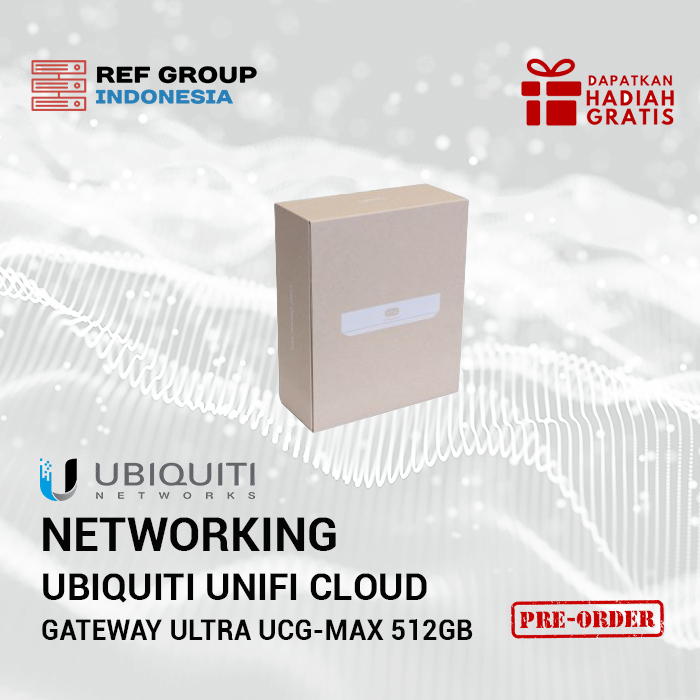 REF GROUP
INDONESIA
DAPATKAN
HADIAH
GRATIS
UBIQUITI
NETWORKS
NETWORKING
UBIQUITI UNIFI CLOUD
GATEWAY ULTRA UCG-MAX 512GB
PRE-ORDER